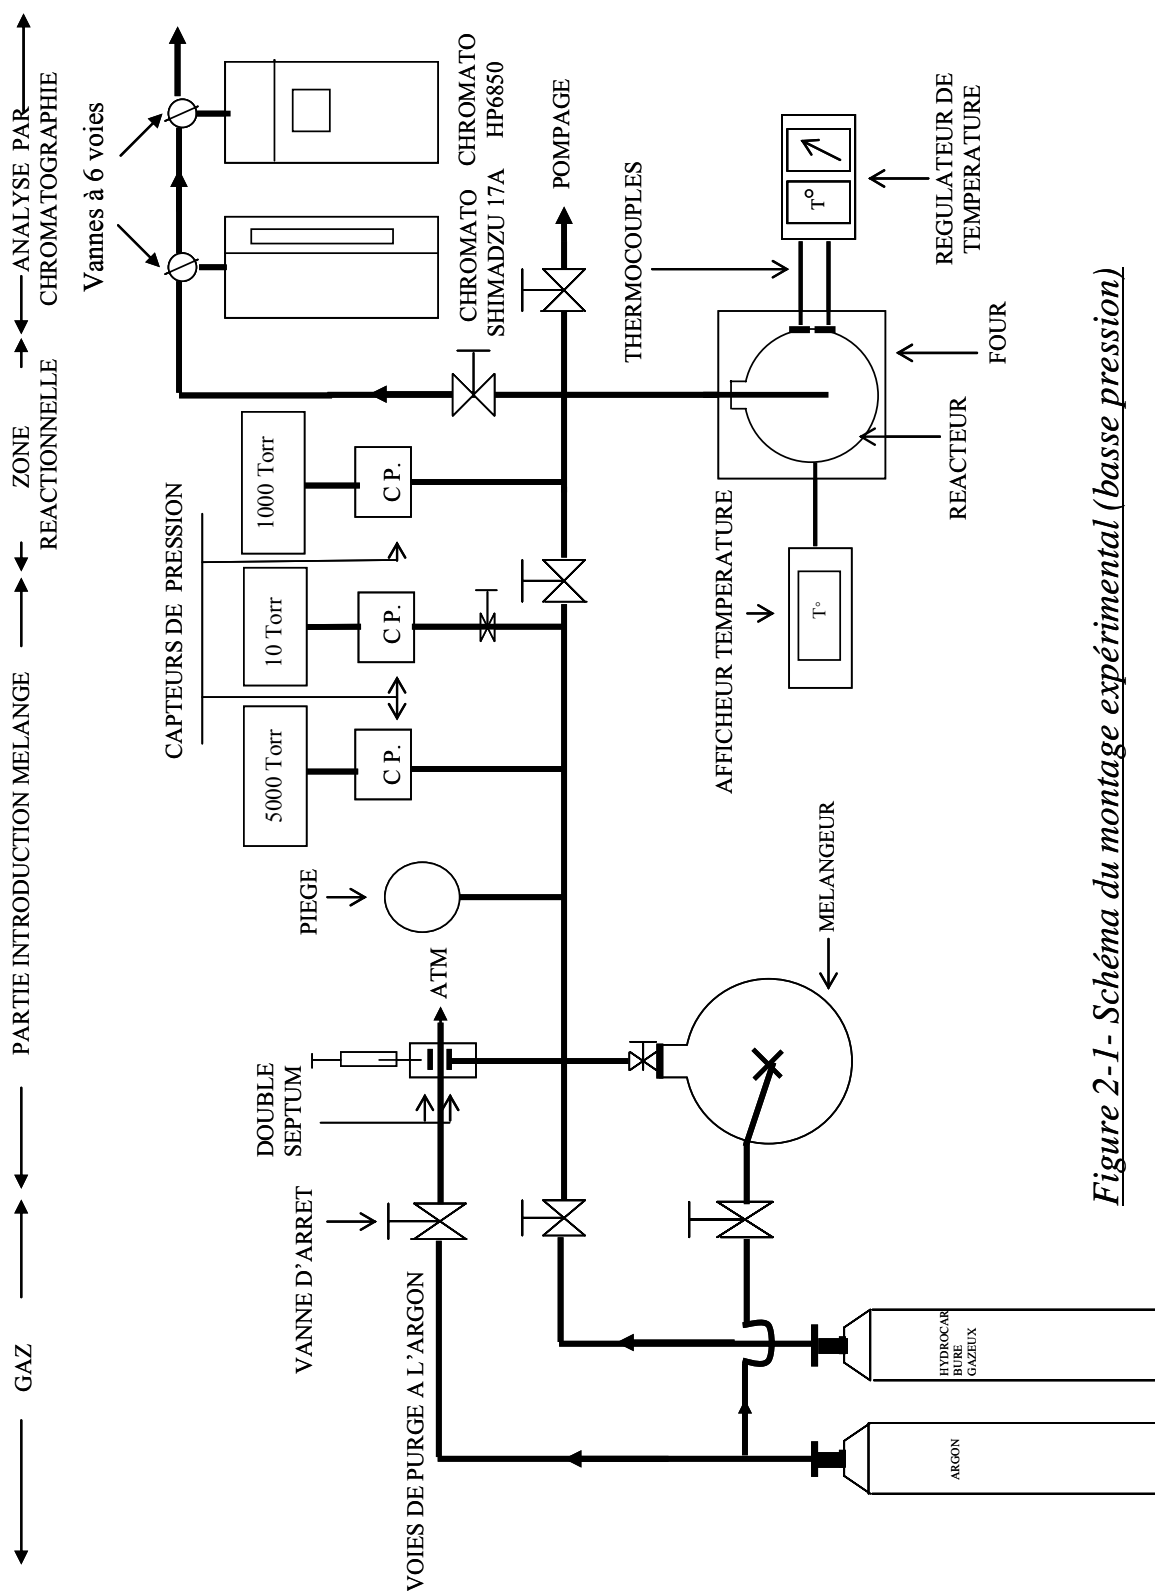 GAZ
PARTIE INTRODUCTION MELANGE
ZONE
REACTIONNELLE
ANALYSE PAR
CHROMATOGRAPHIE
Vannes à 6 voies
CAPTEURS DE PRESSION
5000 Torr
10 Torr
1000 Torr
C P.
C P.
C P.
CHROMATO
SHIMADZU 17A
CHROMATO
HP6850
VANNE D'ARRET
DOUBLE
SEPTUM
PIEGE
ATM
POMPAGE
VOIES DE PURGE A L'ARGON
THERMOCOUPLES
AFFICHEUR TEMPERATURE
T°
T°
MELANGEUR
REACTEUR
FOUR
REGULATEUR DE
TEMPERATURE
ARGON
HYDROCAR
BURE
GAZEUX
Figure 2-1- Schéma du montage expérimental (basse pression)